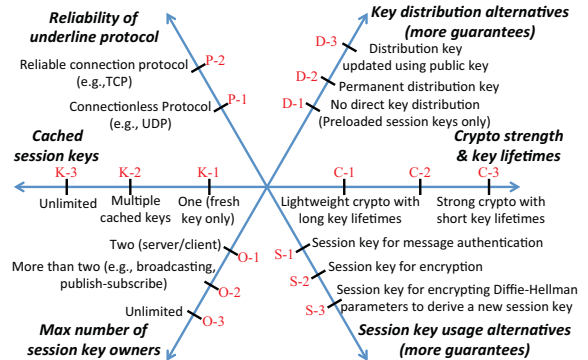 Reliability of
underline protocol
P-2
Reliable connection protocol
(e.g.,TCP)
P-1
Connectionless Protocol
(e.g., UDP)
Key distribution alternatives
(more guarantees)
D-3
Distribution key
updated using public key
D-2
Permanent distribution key
D-1
No direct key distribution
(Preloaded session keys only)
Cached
session keys
K-3
K-2
K-1
Unlimited
Multiple
cached keys
One (fresh
key only)
Crypto strength
& key lifetimes
C-1
C-2
C-3
Lightweight crypto with
long key lifetimes
Strong crypto with
short key lifetimes
Two (server/client)
O-1
More than two (e.g., broadcasting,
publish-subscribe)
O-2
Unlimited
O-3
Max number of
session key owners
S-1
Session key for message authentication
S-2
Session key for encryption
S-3
Session key for encrypting Diffie-Hellman
parameters to derive a new session key
Session key usage alternatives
(more guarantees)